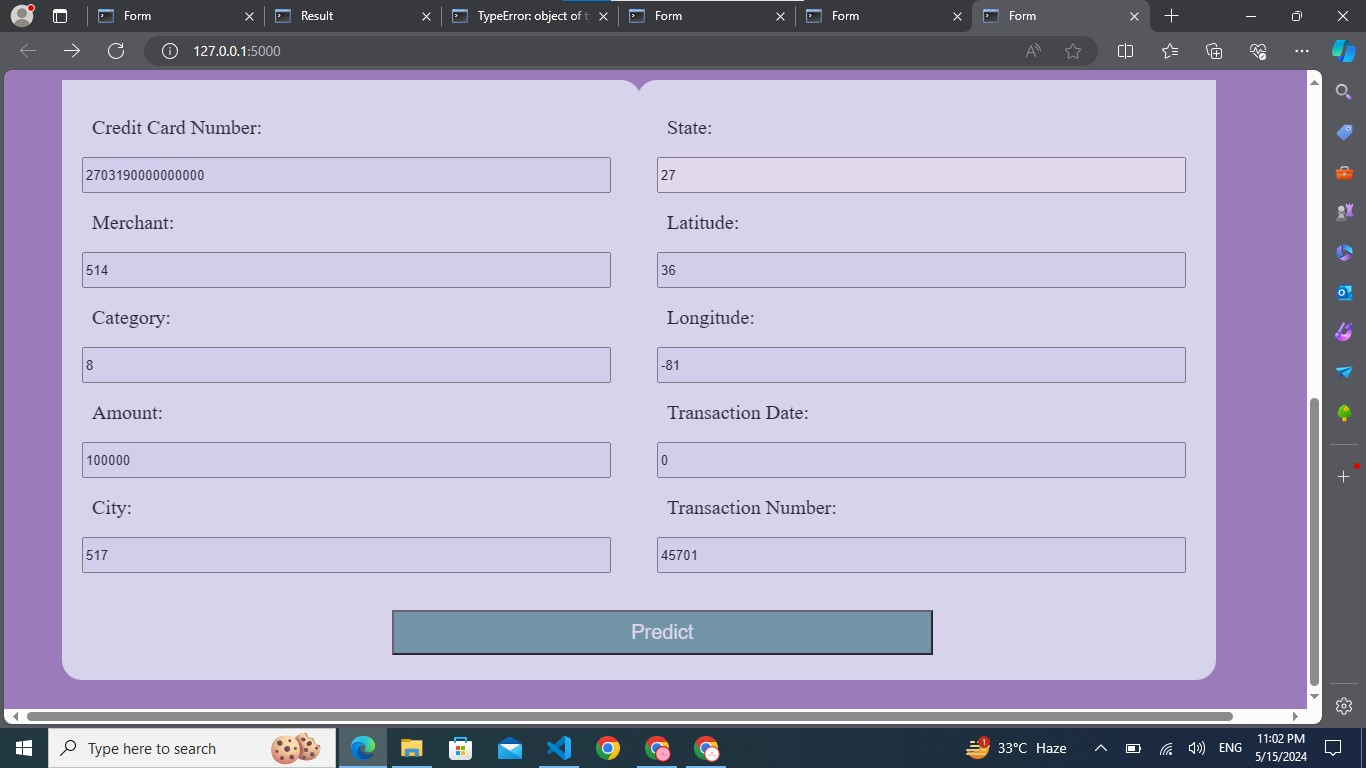 Form
Result
TypeError: object of t
Form
Form
Form
127.0.0.1:5000
Credit Card Number:
2703190000000000
Merchant:
514
Category:
8
Amount:
100000
City:
517
State:
27
Latitude:
36
Longitude:
-81
Transaction Date:
0
Transaction Number:
45701
Predict
Type here to search
1
33°C Haze
ENG
11:02 PM
5/15/2024